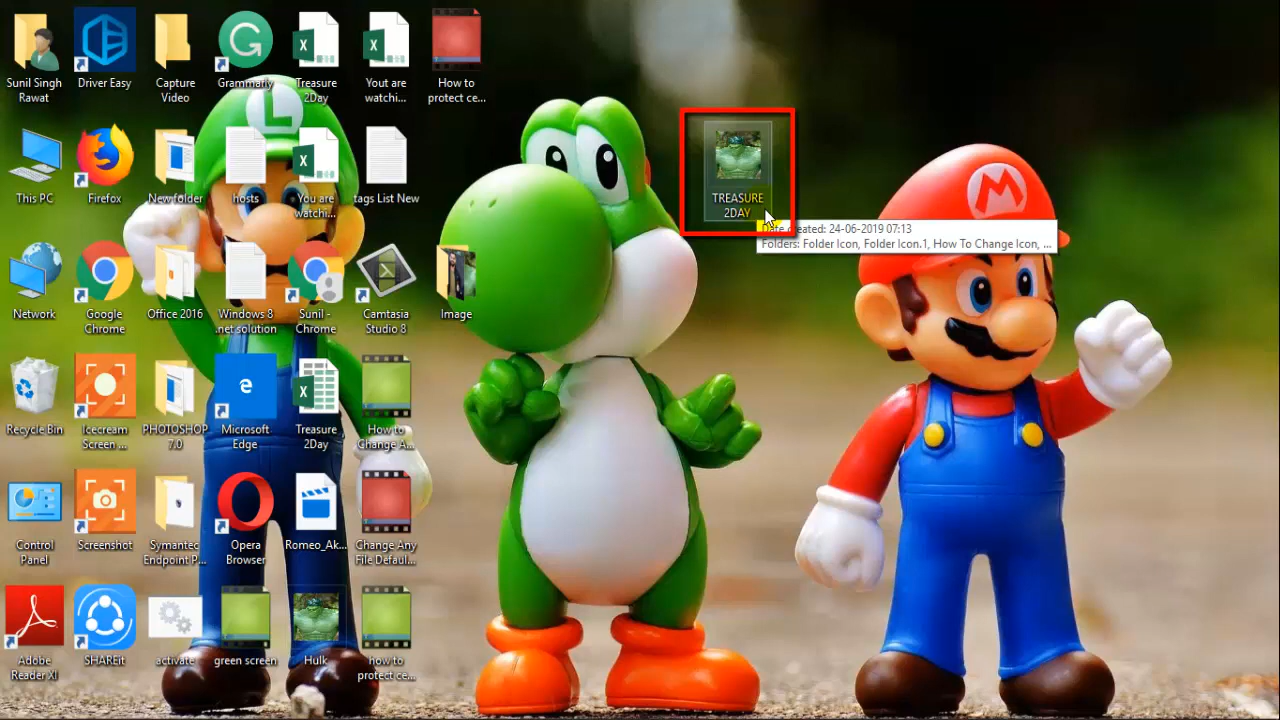 Sunil Singh
Rawat
Driver Easy
Capture
Video
Grammarly
Treasure
2Day
Yout are
watchi...
How to
protect ce...
This PC
Firefox
New folder
hosts
You are
watchi...
tags List New
TREASURE
2DAY
Date created: 24-06-2019 07:13
Folders: Folder Icon, Folder Icon.1, How To Change Icon, ...
Network
Google
Chrome
Office 2016
Windows 8
.net solution
Sunil -
Chrome
Camtasia
Studio 8
Image
Recycle Bin
Icecream
Screen ...
PHOTOSHOP
7.0
Microsoft
Edge
Treasure
2Day
How to
Change A...
Control
Panel
Screenshot
Symantec
Endpoint P...
Opera
Browser
Romeo_Ak...
Change Any
File Defaul...
Adobe
Reader XI
SHAREit
activate
green screen
Hulk
how to
protect ce...
L
M